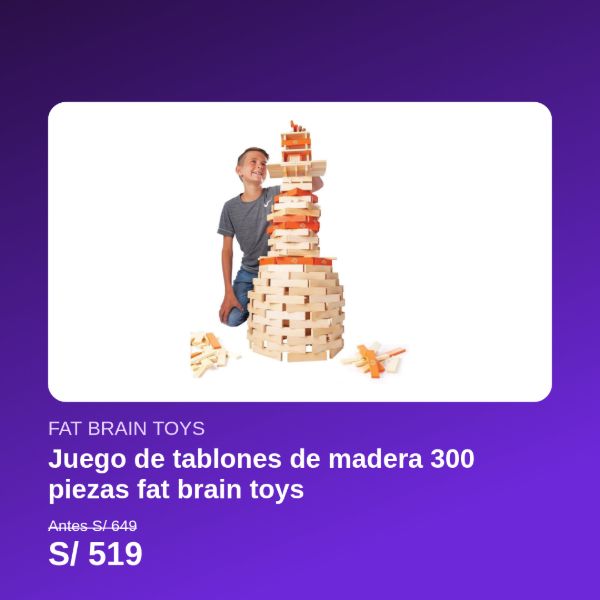 FAT BRAIN TOYS
Juego de tablones de madera 300
piezas fat brain toys
Antes S/ 649
S/ 519